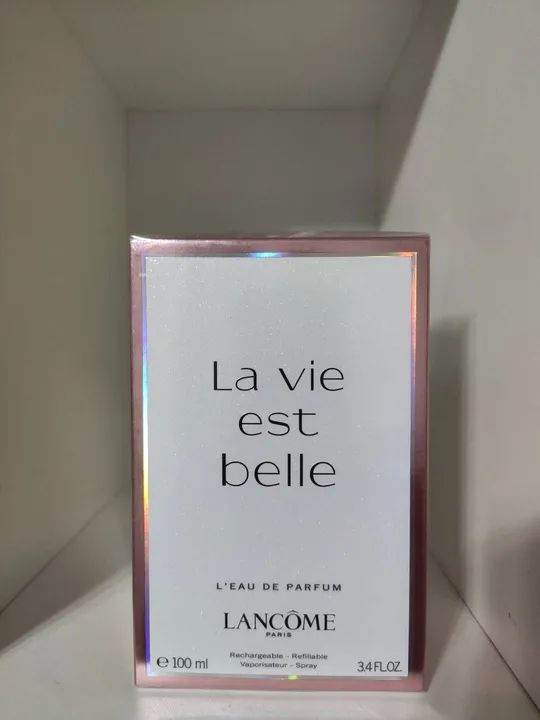 La vie
est
belle
L'EAU DE PARFUM
LANCÔME
PARIS
Rechargeable - Refillable
Vaporisateur - Spray
℮ 100 ml
3.4 FL.OZ.